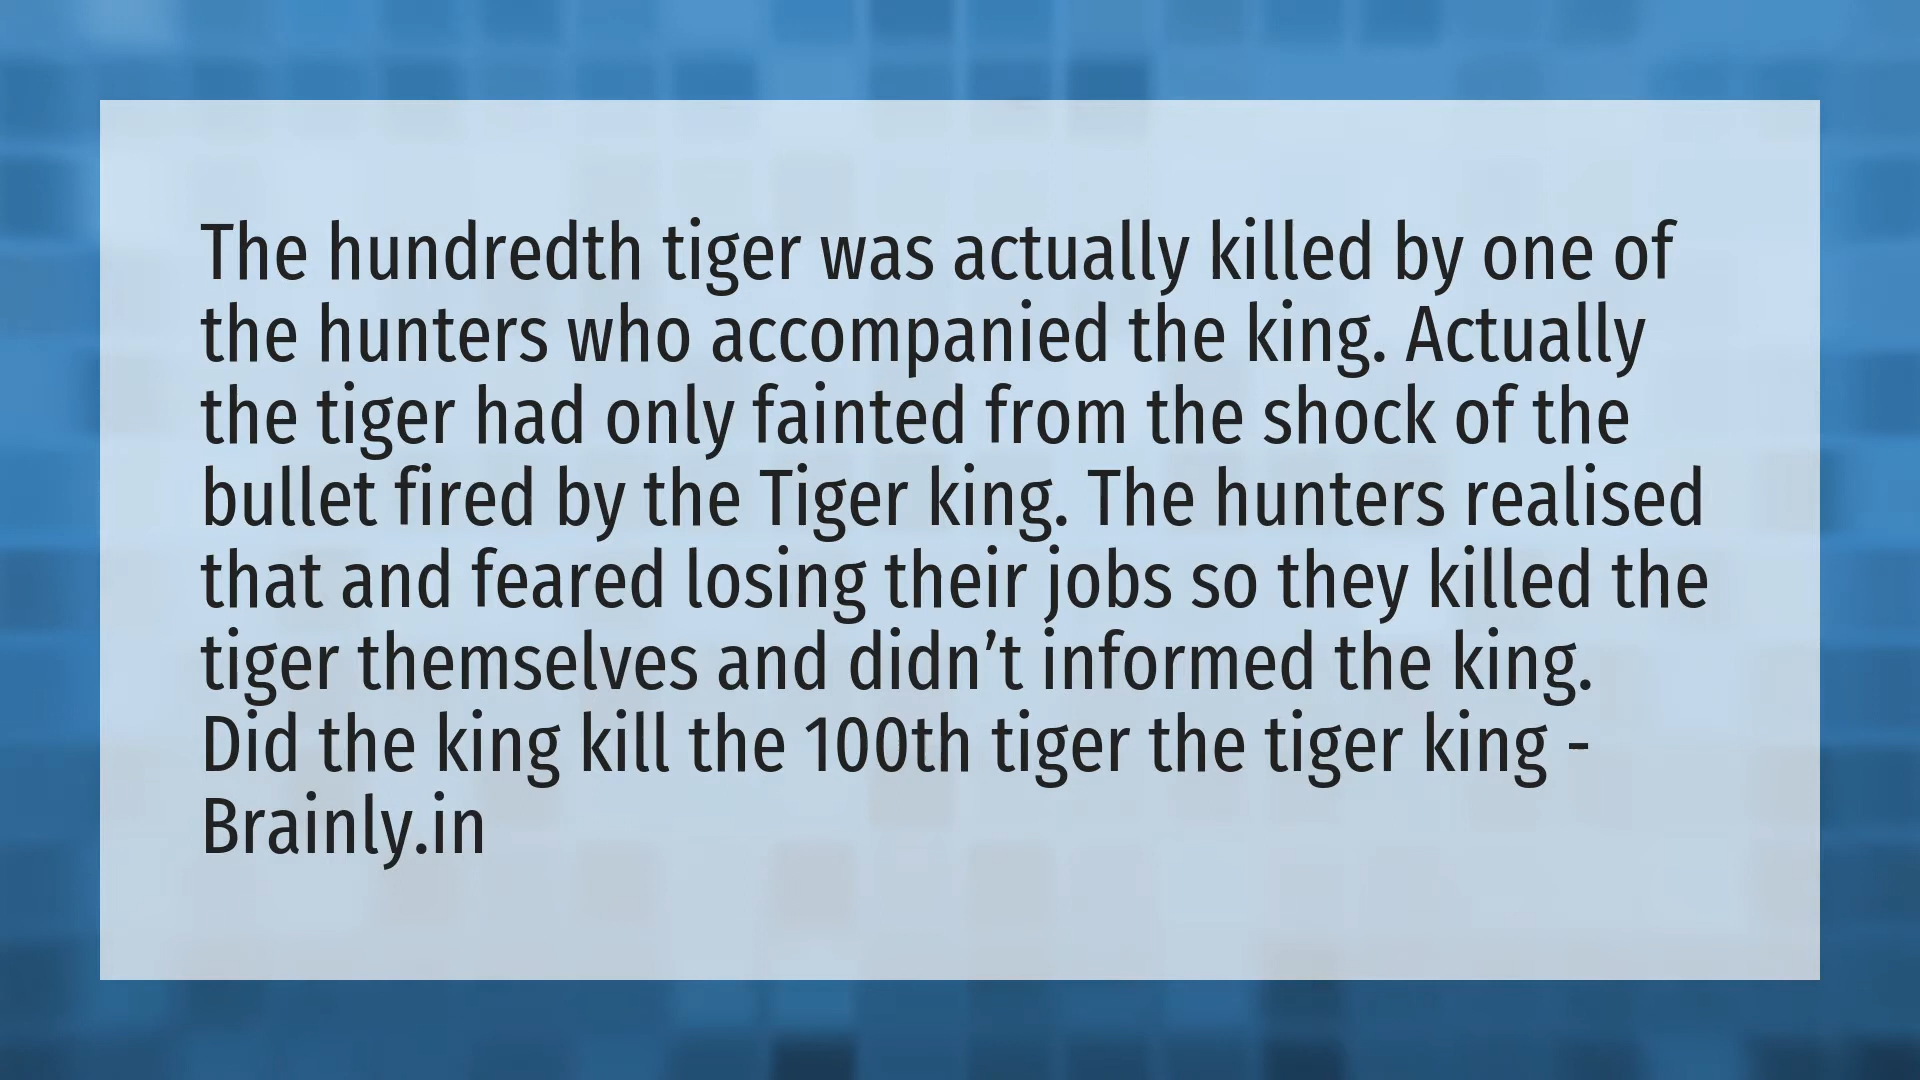 The hundredth tiger was actually killed by one of
the hunters who accompanied the king. Actually
the tiger had only fainted from the shock of the
bullet fired by the Tiger king. The hunters realised
that and feared losing their jobs so they killed the
tiger themselves and didn’t informed the king.
Did the king kill the 100th tiger the tiger king -
Brainly.in